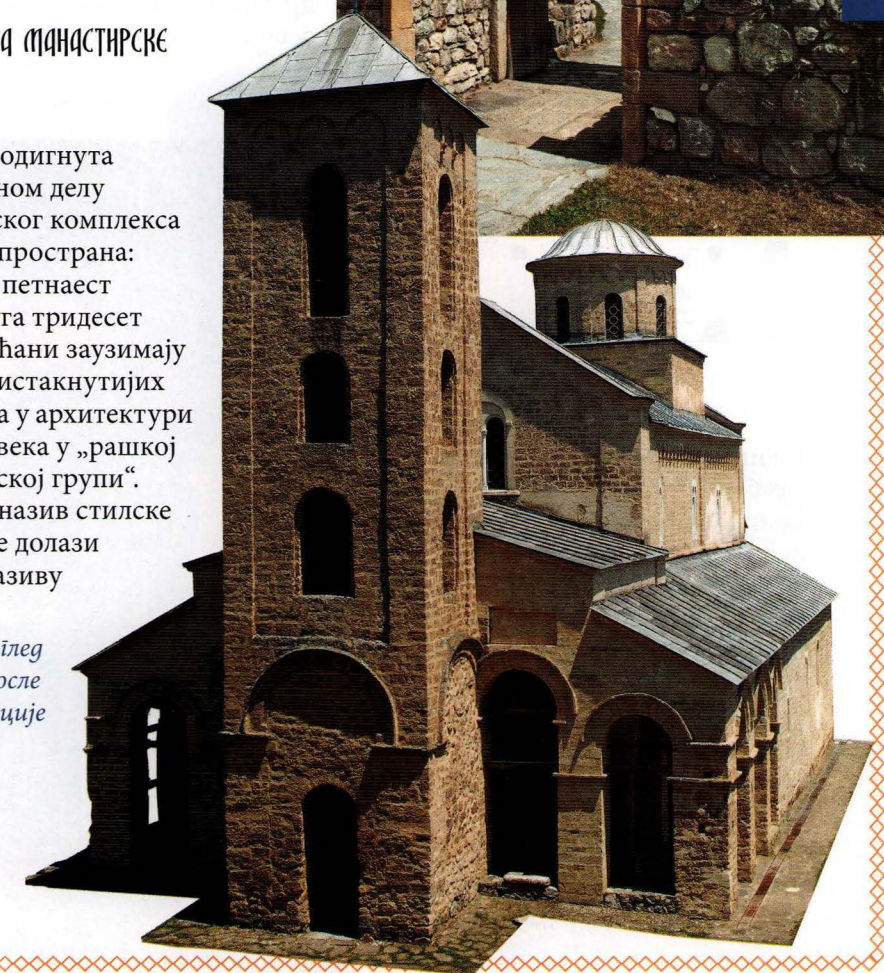 А МАНАСТИРСКЕ
одигнута
ном делу
ског комплекса
пространа:
петнаест
га тридесет
ћани заузимају
истакнутијих
а у архитектури
века у „рашкој
ској групи“.
назив стилске
е долази
азиву
глед
осле
ције